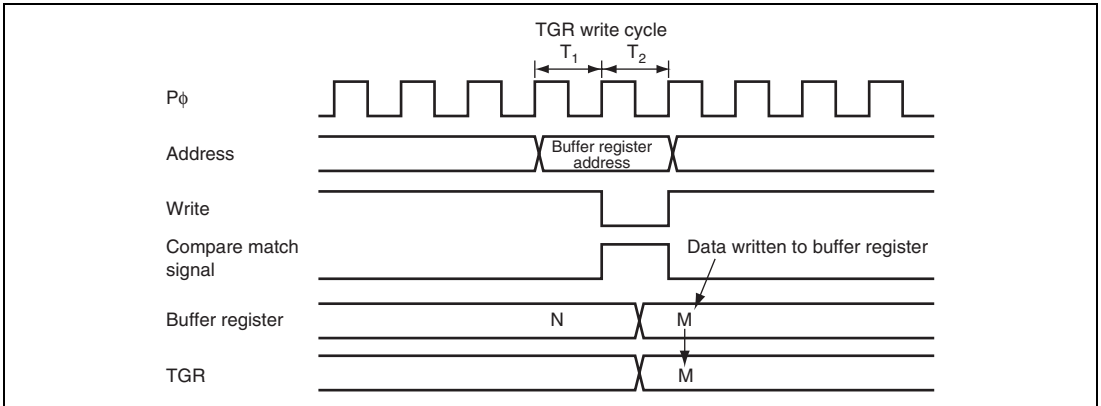 TGR write cycle
T1 T2
Pϕ
Address
Buffer register
address
Write
Compare match
signal
Data written to buffer register
Buffer register
N M
TGR
M